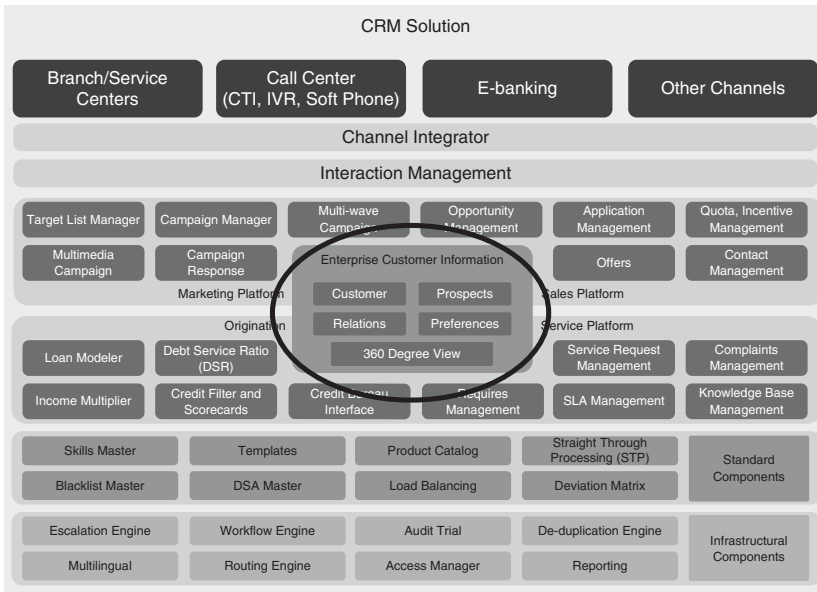 CRM Solution
Branch/Service
Centers
Call Center
(CTI, IVR, Soft Phone)
E-banking
Other Channels
Channel Integrator
Interaction Management
Target List Manager
Campaign Manager
Multi-wave
Campaign
Opportunity
Management
Application
Management
Quota, Incentive
Management
Multimedia
Campaign
Campaign
Response
Enterprise Customer Information
Offers
Contact
Management
Marketing Platform
Customer
Prospects
Sales Platform
Origination
Relations
Preferences
Service Platform
Loan Modeler
Debt Service Ratio
(DSR)
360 Degree View
Service Request
Management
Complaints
Management
Income Multiplier
Credit Filter and
Scorecards
Credit Bureau
Interface
Requires
Management
SLA Management
Knowledge Base
Management
Skills Master
Templates
Product Catalog
Straight Through
Processing (STP)
Standard
Components
Blacklist Master
DSA Master
Load Balancing
Deviation Matrix
Escalation Engine
Workflow Engine
Audit Trial
De-duplication Engine
Infrastructural
Components
Multilingual
Routing Engine
Access Manager
Reporting